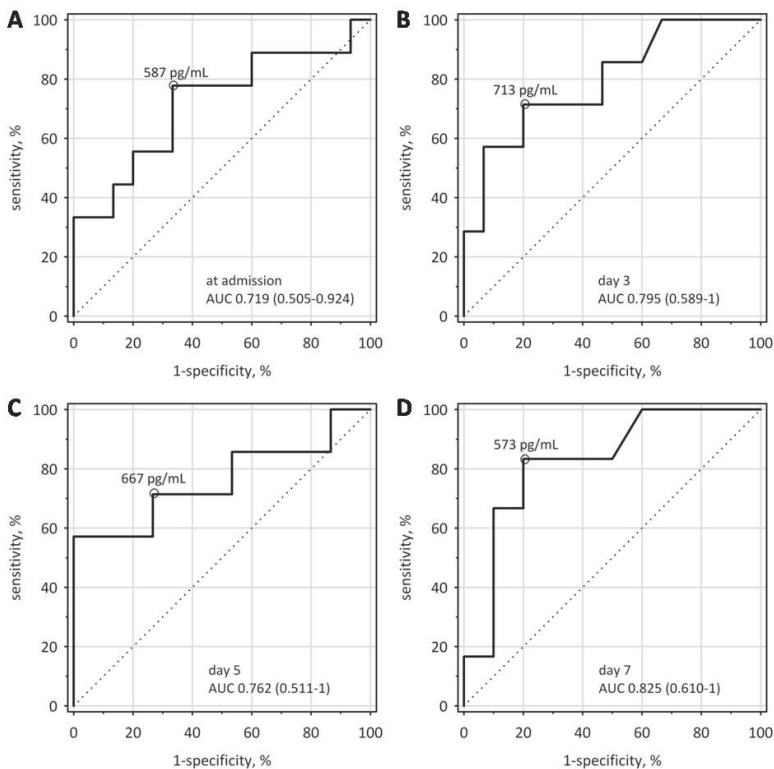 A
100
80
60
40
20
0
sensitivity, %
587 pg/mL
at admission
AUC 0.719 (0.505-0.924)
0 20 40 60 80 100
1-specificity, %
B
100
80
60
40
20
0
sensitivity, %
713 pg/mL
day 3
AUC 0.795 (0.589-1)
0 20 40 60 80 100
1-specificity, %
C
100
80
60
40
20
0
sensitivity, %
667 pg/mL
day 5
AUC 0.762 (0.511-1)
0 20 40 60 80 100
1-specificity, %
D
100
80
60
40
20
0
sensitivity, %
573 pg/mL
day 7
AUC 0.825 (0.610-1)
0 20 40 60 80 100
1-specificity, %